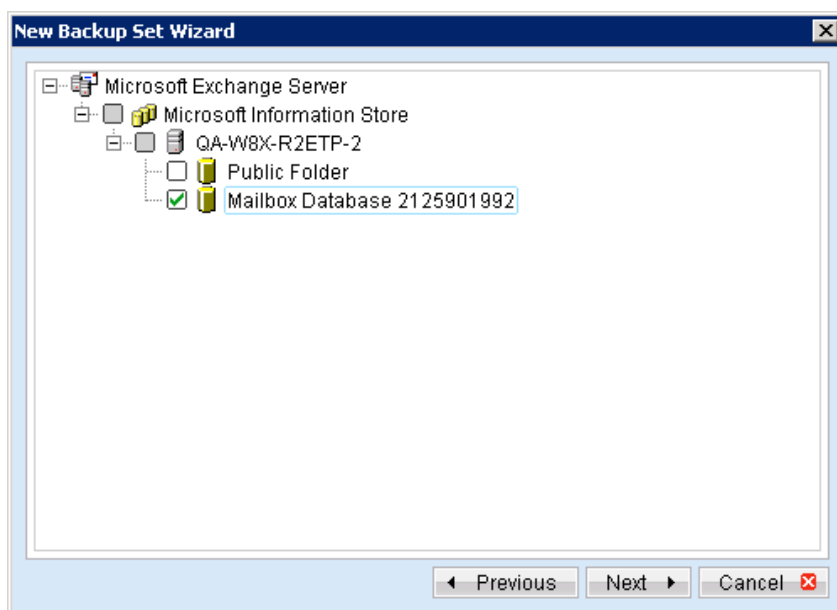 New Backup Set Wizard
Microsoft Exchange Server
Microsoft Information Store
QA-W8X-R2ETP-2
Public Folder
Mailbox Database 2125901992
Previous Next Cancel